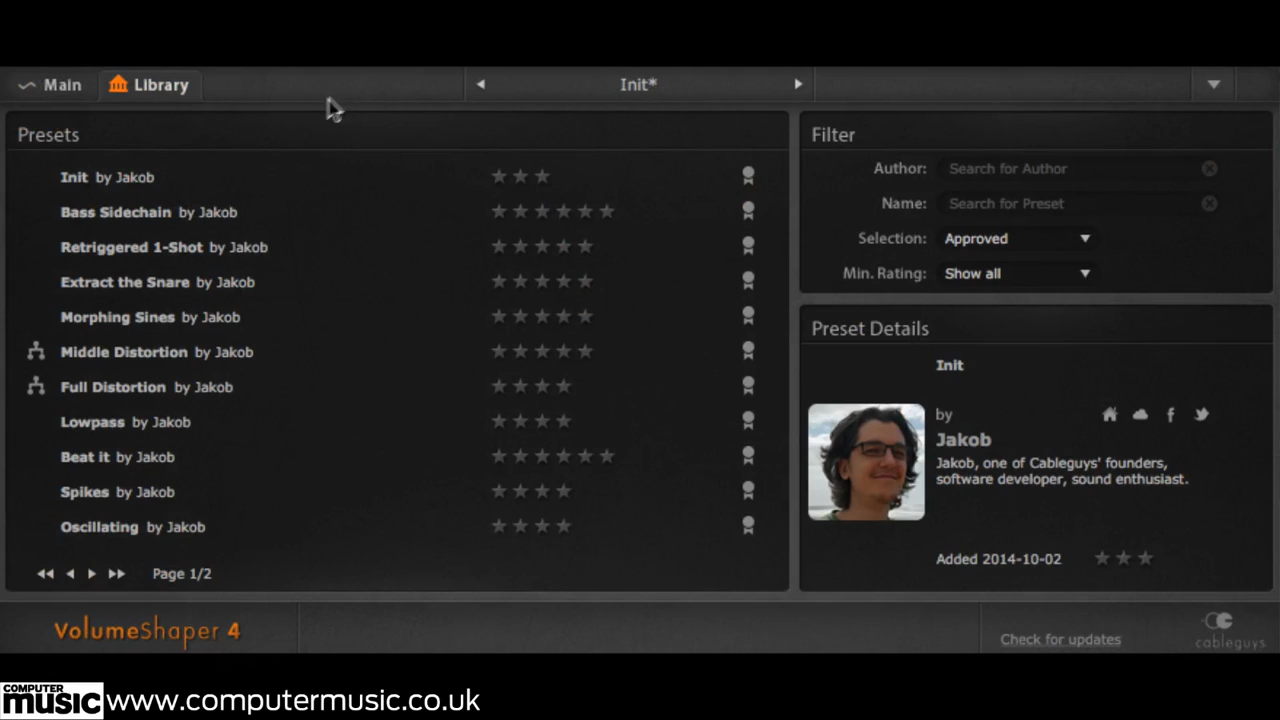 Main Library Init*
Presets
Init by Jakob
Bass Sidechain by Jakob
Retriggered 1-Shot by Jakob
Extract the Snare by Jakob
Morphing Sines by Jakob
Middle Distortion by Jakob
Full Distortion by Jakob
Lowpass by Jakob
Beat it by Jakob
Spikes by Jakob
Oscillating by Jakob
Page 1/2
Filter
Author: Search for Author
Name: Search for Preset
Selection: Approved
Min. Rating: Show all
Preset Details
Init
by
Jakob
Jakob, one of Cableguys' founders,
software developer, sound enthusiast.
Added 2014-10-02
VolumeShaper 4
Check for updates
cableguys
COMPUTER
music
www.computermusic.co.uk